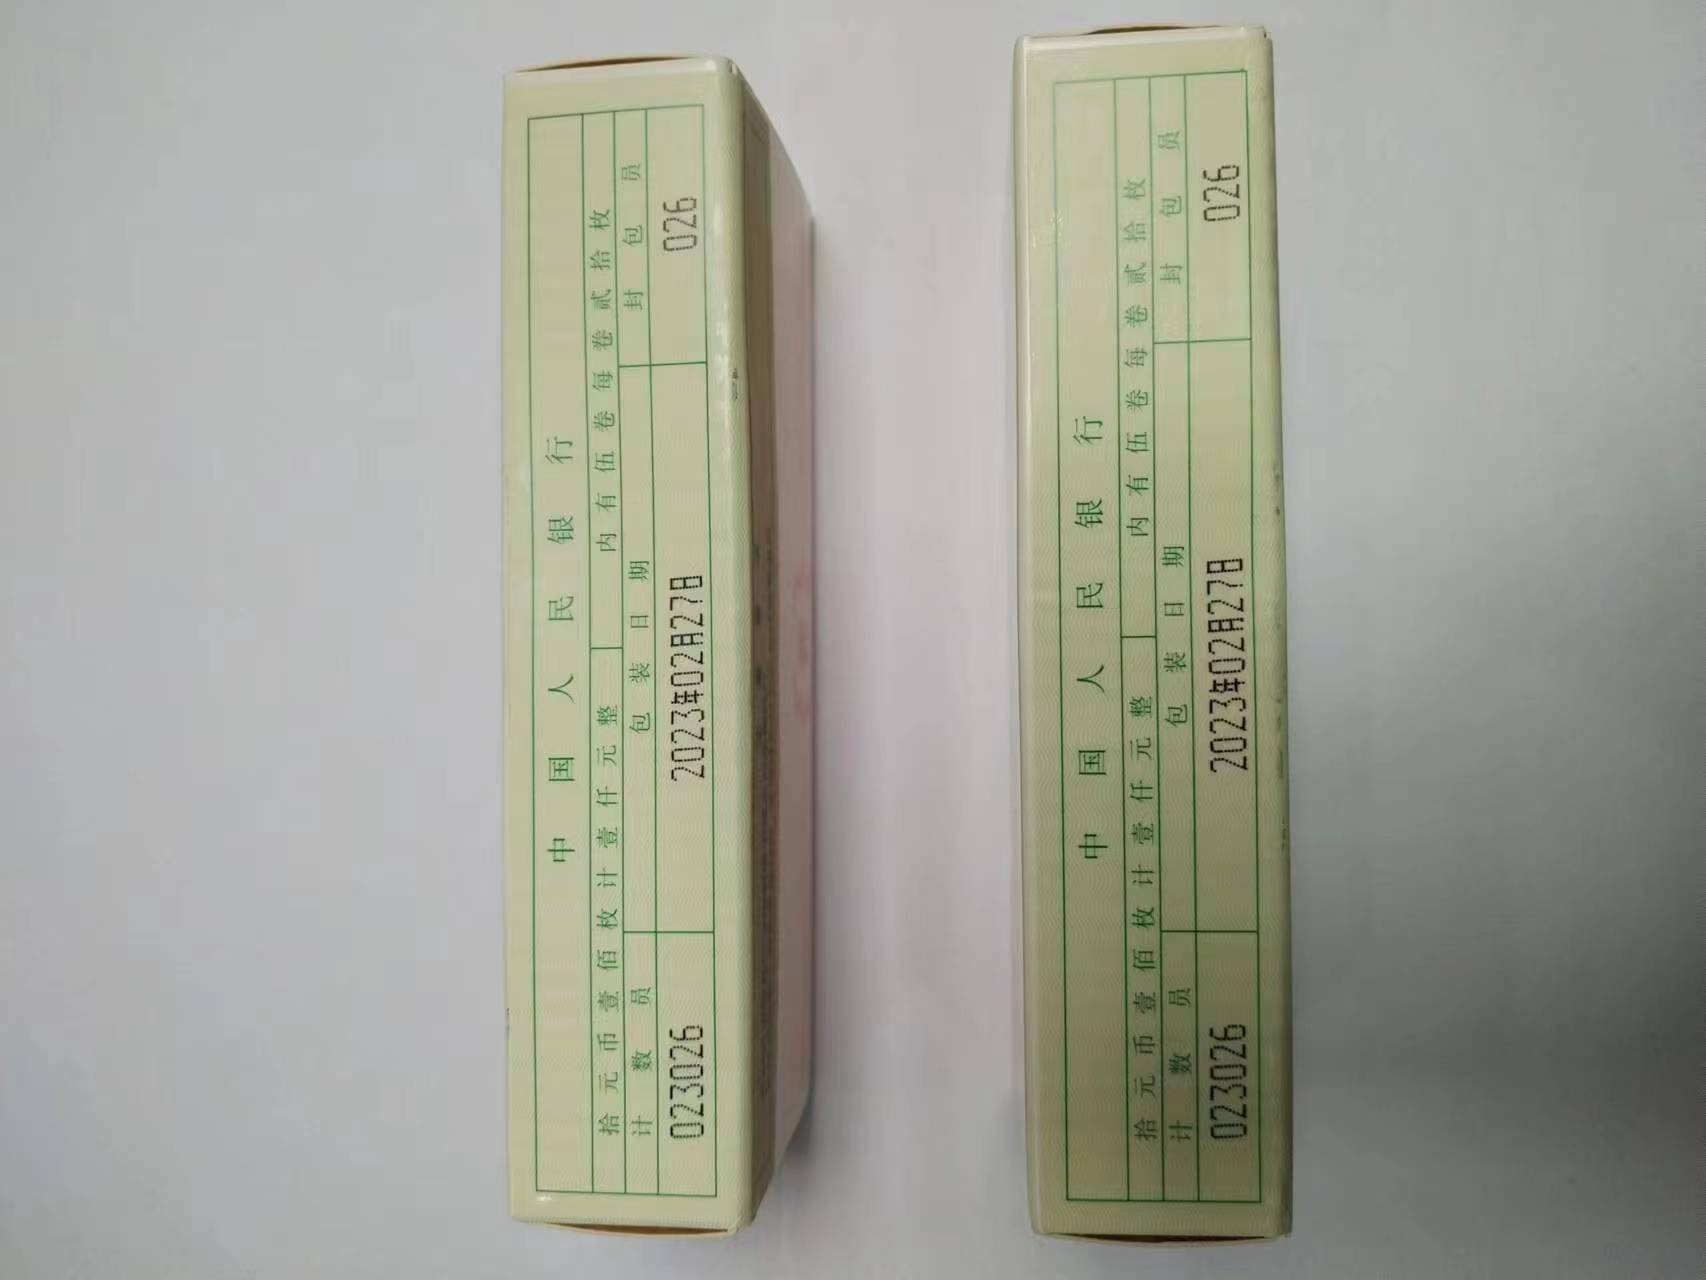 中国人民银行
拾元币壹佰枚计壹仟元整 内有伍卷每卷贰拾枚
计数员 包装日期 封包员
023026 2023年02月27日 026
中国人民银行
拾元币壹佰枚计壹仟元整 内有伍卷每卷贰拾枚
计数员 包装日期 封包员
023026 2023年02月27日 026